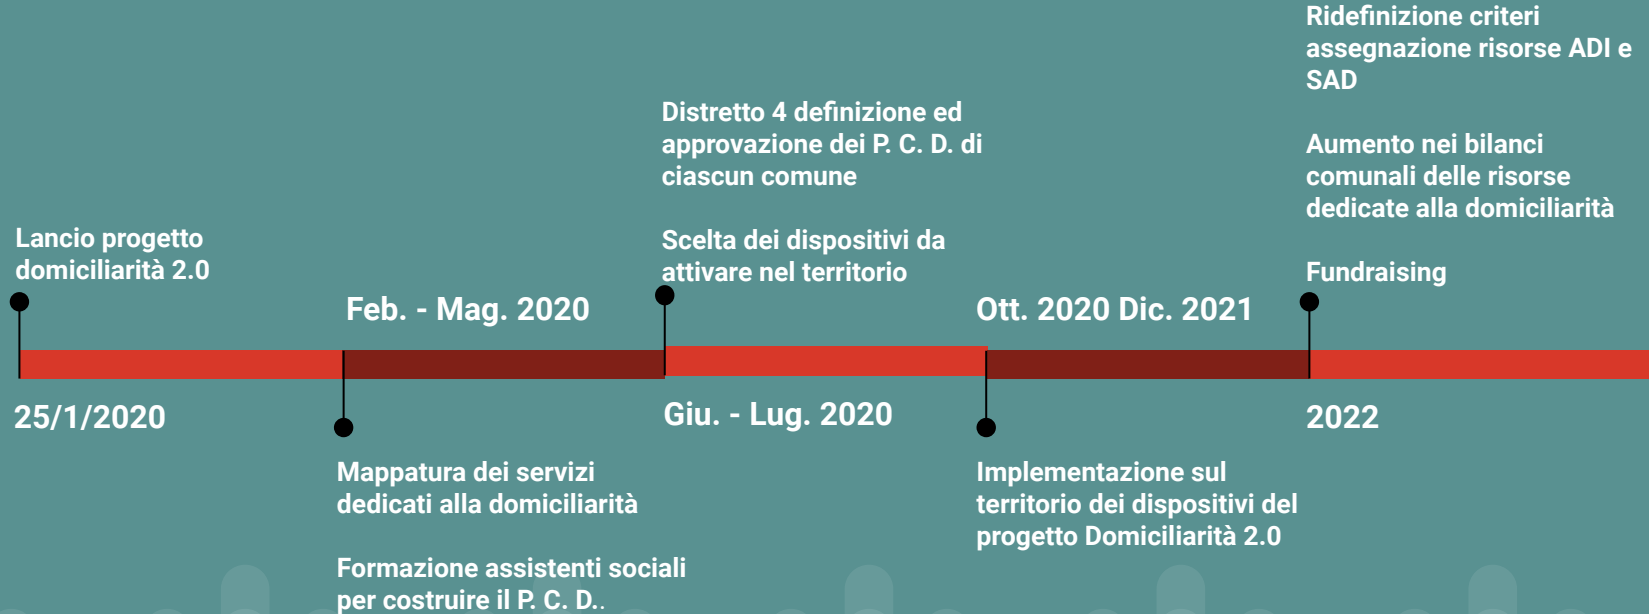 Lancio progetto
domiciliarità 2.0
25/1/2020
Feb. - Mag. 2020
Mappatura dei servizi
dedicati alla domiciliarità
Formazione assistenti sociali
per costruire il P. C. D..
Distretto 4 definizione ed
approvazione dei P. C. D. di
ciascun comune
Scelta dei dispositivi da
attivare nel territorio
Giu. - Lug. 2020
Ott. 2020 Dic. 2021
Implementazione sul
territorio dei dispositivi del
progetto Domiciliarità 2.0
Ridefinizione criteri
assegnazione risorse ADI e
SAD
Aumento nei bilanci
comunali delle risorse
dedicate alla domiciliarità
Fundraising
2022